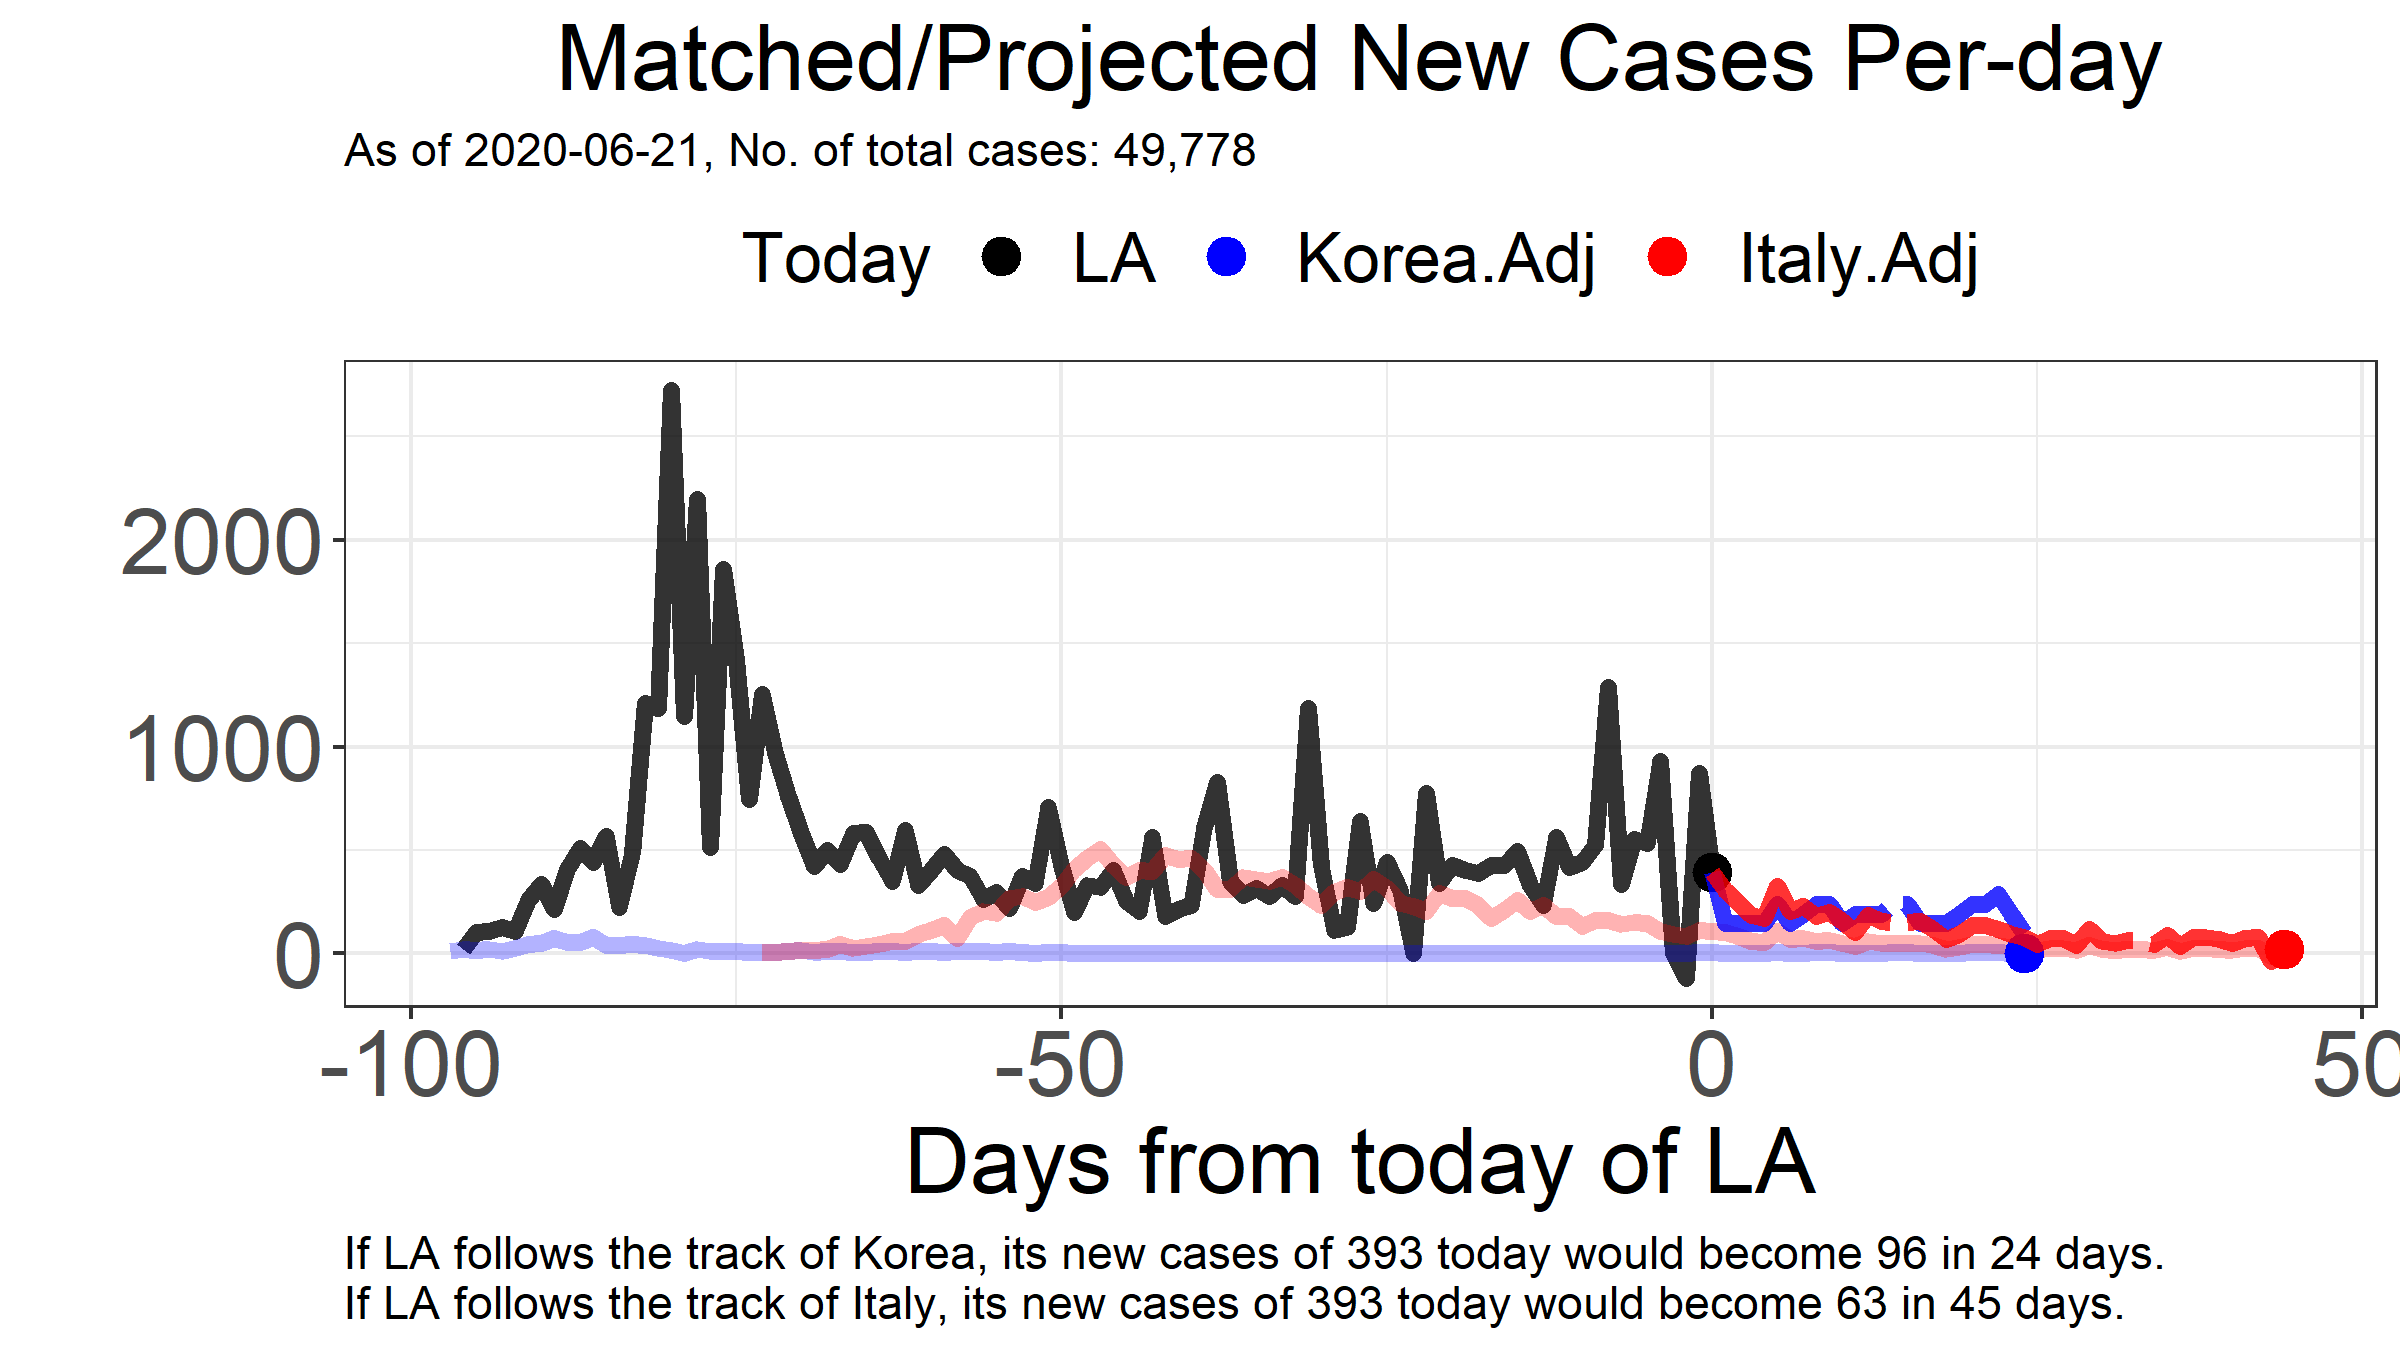 Matched/Projected New Cases Per-day
As of 2020-06-21, No. of total cases: 49,778
Today LA Korea.Adj Italy.Adj
2000
1000
0
-100 -50 0 50
Days from today of LA
If LA follows the track of Korea, its new cases of 393 today would become 96 in 24 days.
If LA follows the track of Italy, its new cases of 393 today would become 63 in 45 days.